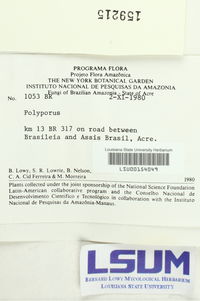 159215
PROGRAMA FLORA
Projeto Flora Amazônica
THE NEW YORK BOTANICAL GARDEN
INSTITUTO NACIONAL DE PESQUISAS DA AMAZONIA
Fungi of Brazilian Amazonia - State of Acre
No. 1053 BR 2-XI-1980
Polyporus
km 13 BR 317 on road between
Brasileia and Assis Brasil, Acre.
Louisiana State University Herbarium
LSU00154049
B. Lowy, S. R. Lowrie, B. Nelson,
C. A. Cid Ferreira & M. Moreira
1980
Plants collected under the joint sponsorship of the National Science Foundation
Latin-American collaborative program and the Conselho Nacional de
Desenvolvimento Cientifico e Tecnologico in collaboration with the Instituto
Nacional de Pesquisas da Amazônia-Manaus.
LSUM
BERNARD LOWY MYCOLOGICAL HERBARIUM
LOUISIANA STATE UNIVERSITY